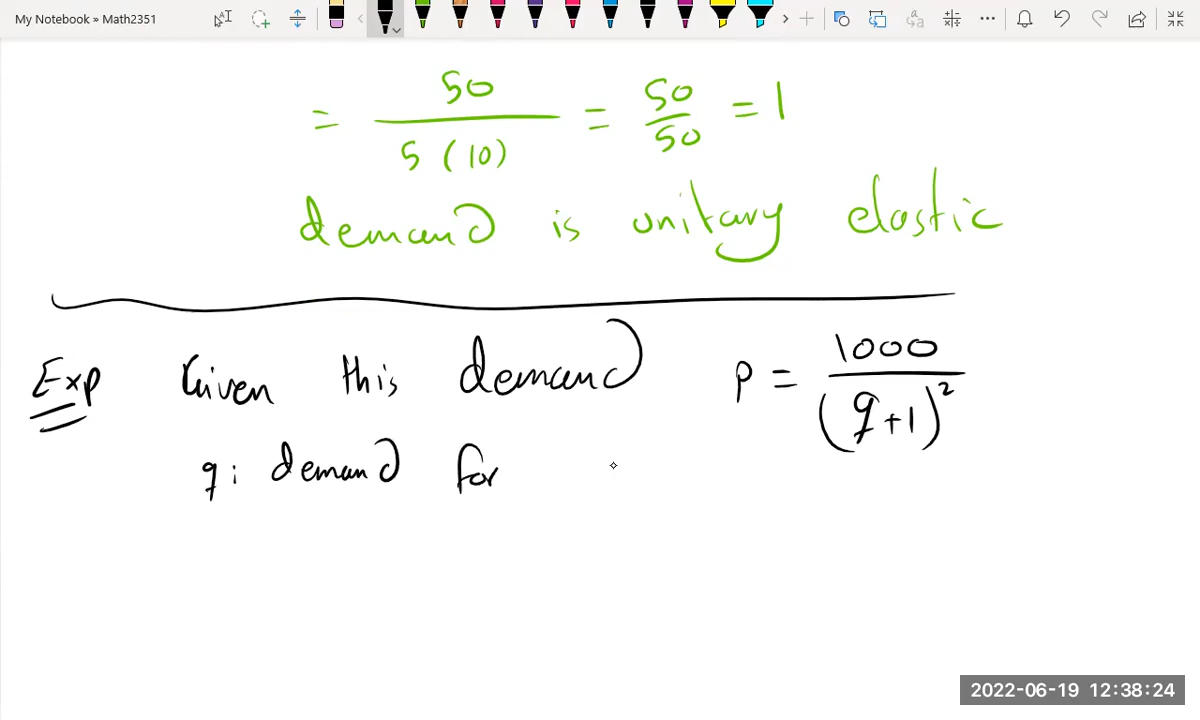 My Notebook » Math2351
= 50 / 5 (10) = 50 / 50 = 1
demand is unitary elastic
Exp Given this demand p = 1000 / (q+1)²
q: demand for
2022-06-19 12:38:24